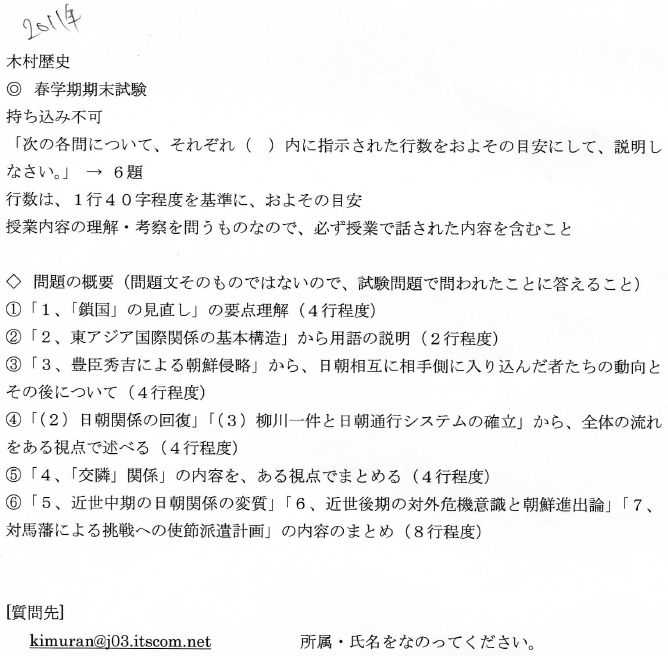 2011年
木村歴史
◎ 春学期期末試験
持ち込み不可
「次の各問について、それぞれ（ ）内に指示された行数をおよその目安にして、説明し
なさい。」 → 6題
行数は、1行４０字程度を基準に、およその目安
授業内容の理解・考察を問うものなので、必ず授業で話された内容を含むこと
◇ 問題の概要（問題文そのものではないので、試験問題で問われたことに答えること）
①「１、「鎖国」の見直し」の要点理解（４行程度）
②「２、東アジア国際関係の基本構造」から用語の説明（２行程度）
③「３、豊臣秀吉による朝鮮侵略」から、日朝相互に相手側に入り込んだ者たちの動向と
その後について（４行程度）
④「（２）日朝関係の回復」「（３）柳川一件と日朝通行システムの確立」から、全体の流れ
をある視点で述べる（４行程度）
⑤「４、「交隣」関係」の内容を、ある視点でまとめる（４行程度）
⑥「５、近世中期の日朝関係の変質」「６、近世後期の対外危機意識と朝鮮進出論」「７、
対馬藩による挑戦への使節派遣計画」の内容のまとめ（８行程度）
[質問先]
kimuran@j03.itscom.net 所属・氏名をなのってください。